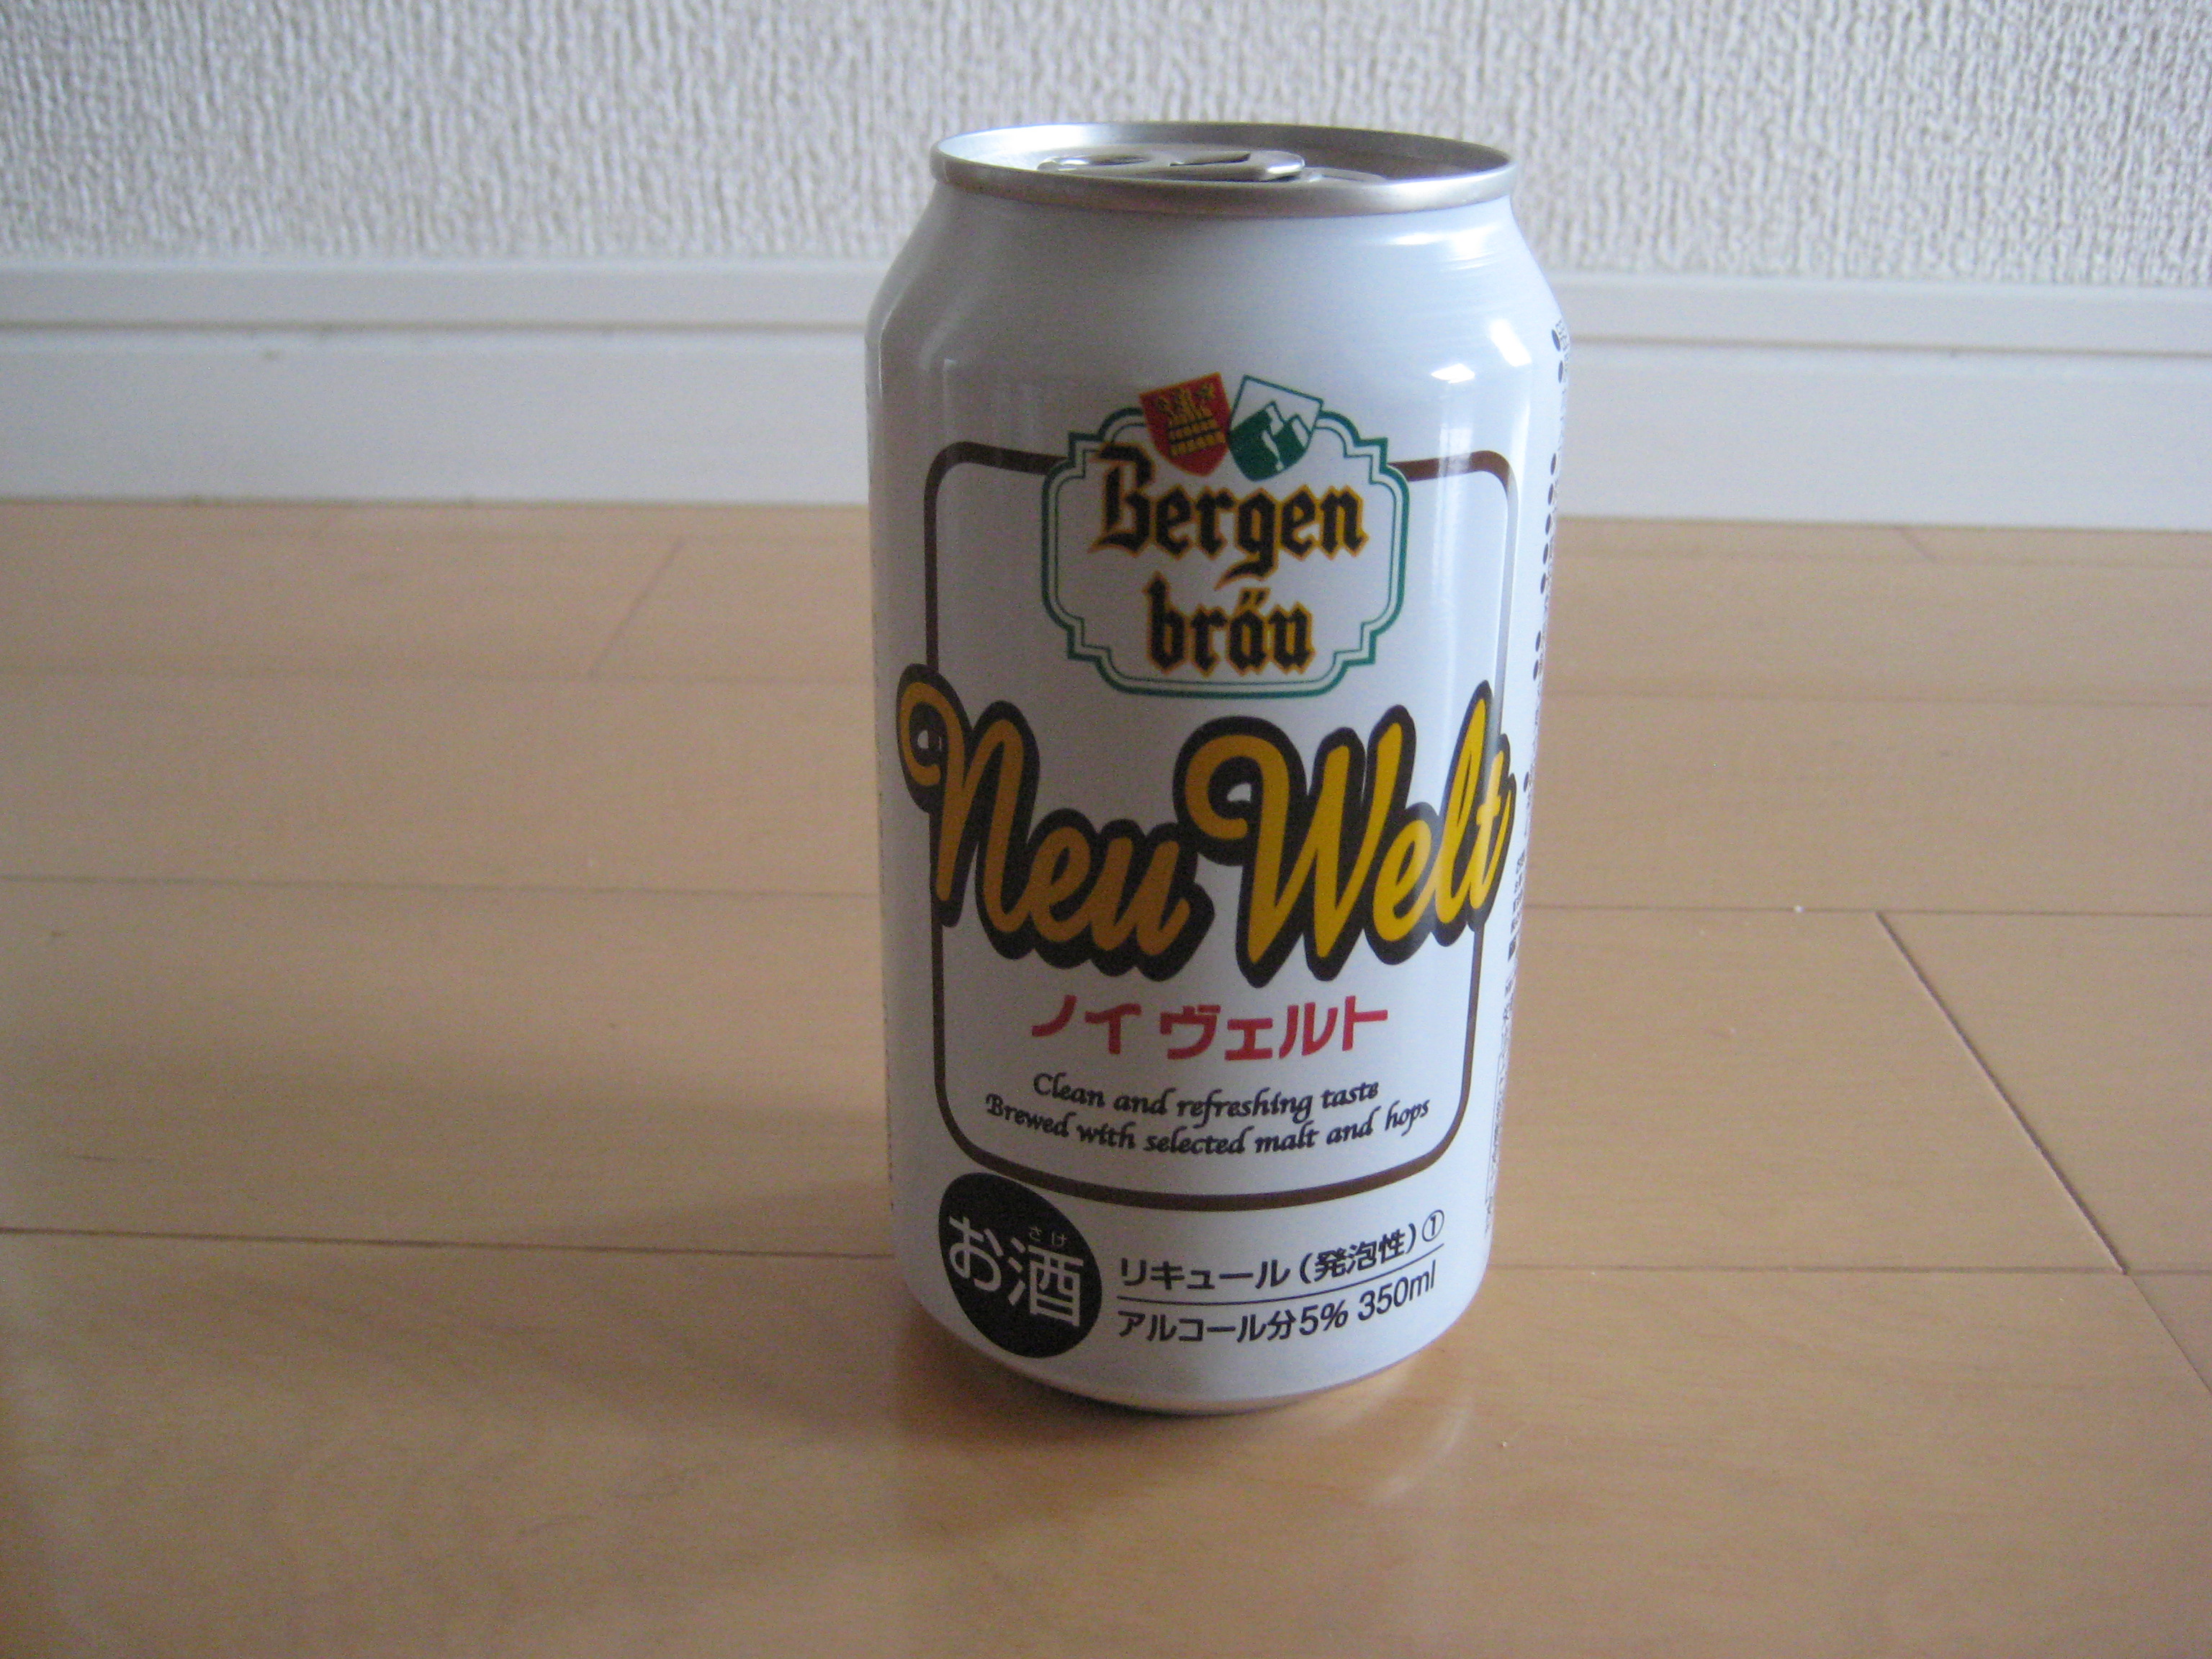 Bergen
bräu
Neu Welt
ノイ ヴェルト
Clean and refreshing taste
Brewed with selected malt and hops
さけ
お酒
リキュール(発泡性)①
アルコール分5% 350ml